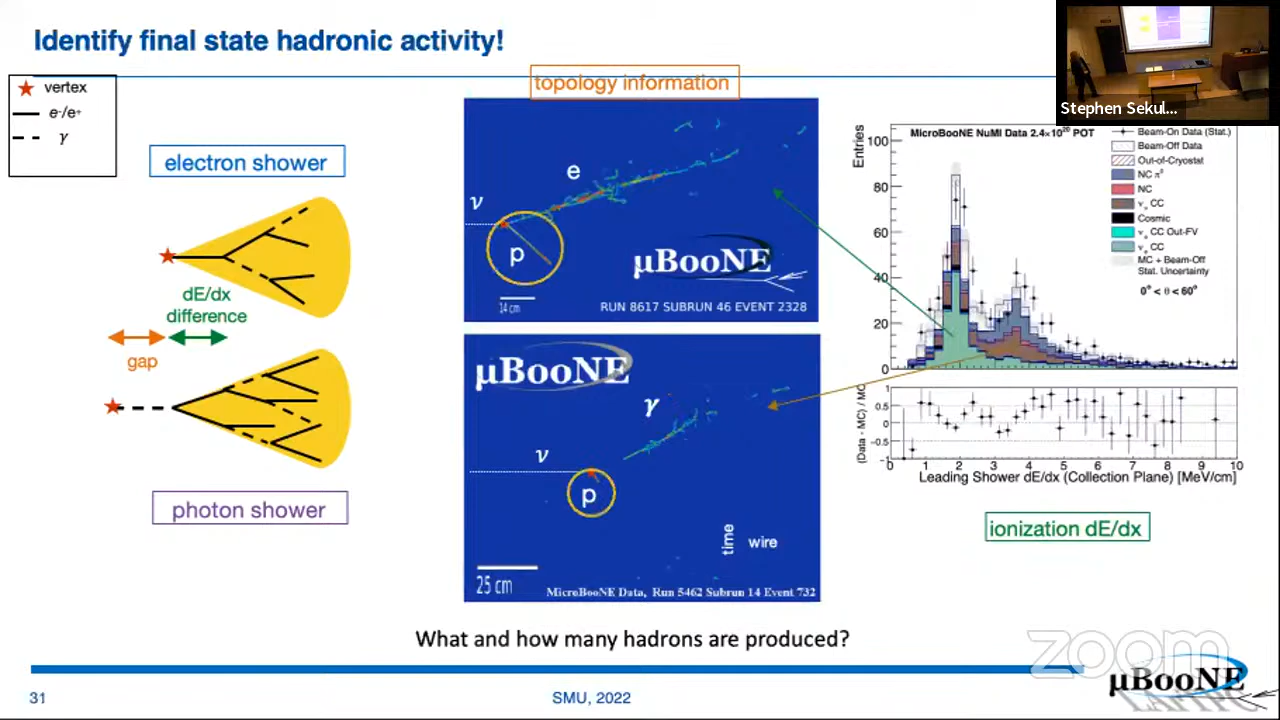 Identify final state hadronic activity!
vertex
e-/e+
γ
electron shower
dE/dx
difference
gap
photon shower
topology information
e
ν
p
µBooNE
14 cm
RUN 8617 SUBRUN 46 EVENT 2328
µBooNE
γ
ν
p
time
wire
25 cm
MicroBooNE Data, Run 5462 Subrun 14 Event 732
Stephen Sekul...
Entries
MicroBooNE NuMI Data 2.4×10²⁰ POT
Beam-On Data (Stat.)
Beam-Off Data
Out-of-Cryostat
NC π⁰
NC
CC
Cosmic
CC Out-FV
CC
MC + Beam-Off
Stat. Uncertainty
0° < θ < 60°
100
80
60
40
20
0
(Data - MC) / MC
1
0.5
0
−0.5
−1
0 1 2 3 4 5 6 7 8 9 10
Leading Shower dE/dx (Collection Plane) [MeV/cm]
ionization dE/dx
What and how many hadrons are produced?
zoom
31
SMU, 2022
µBooNE